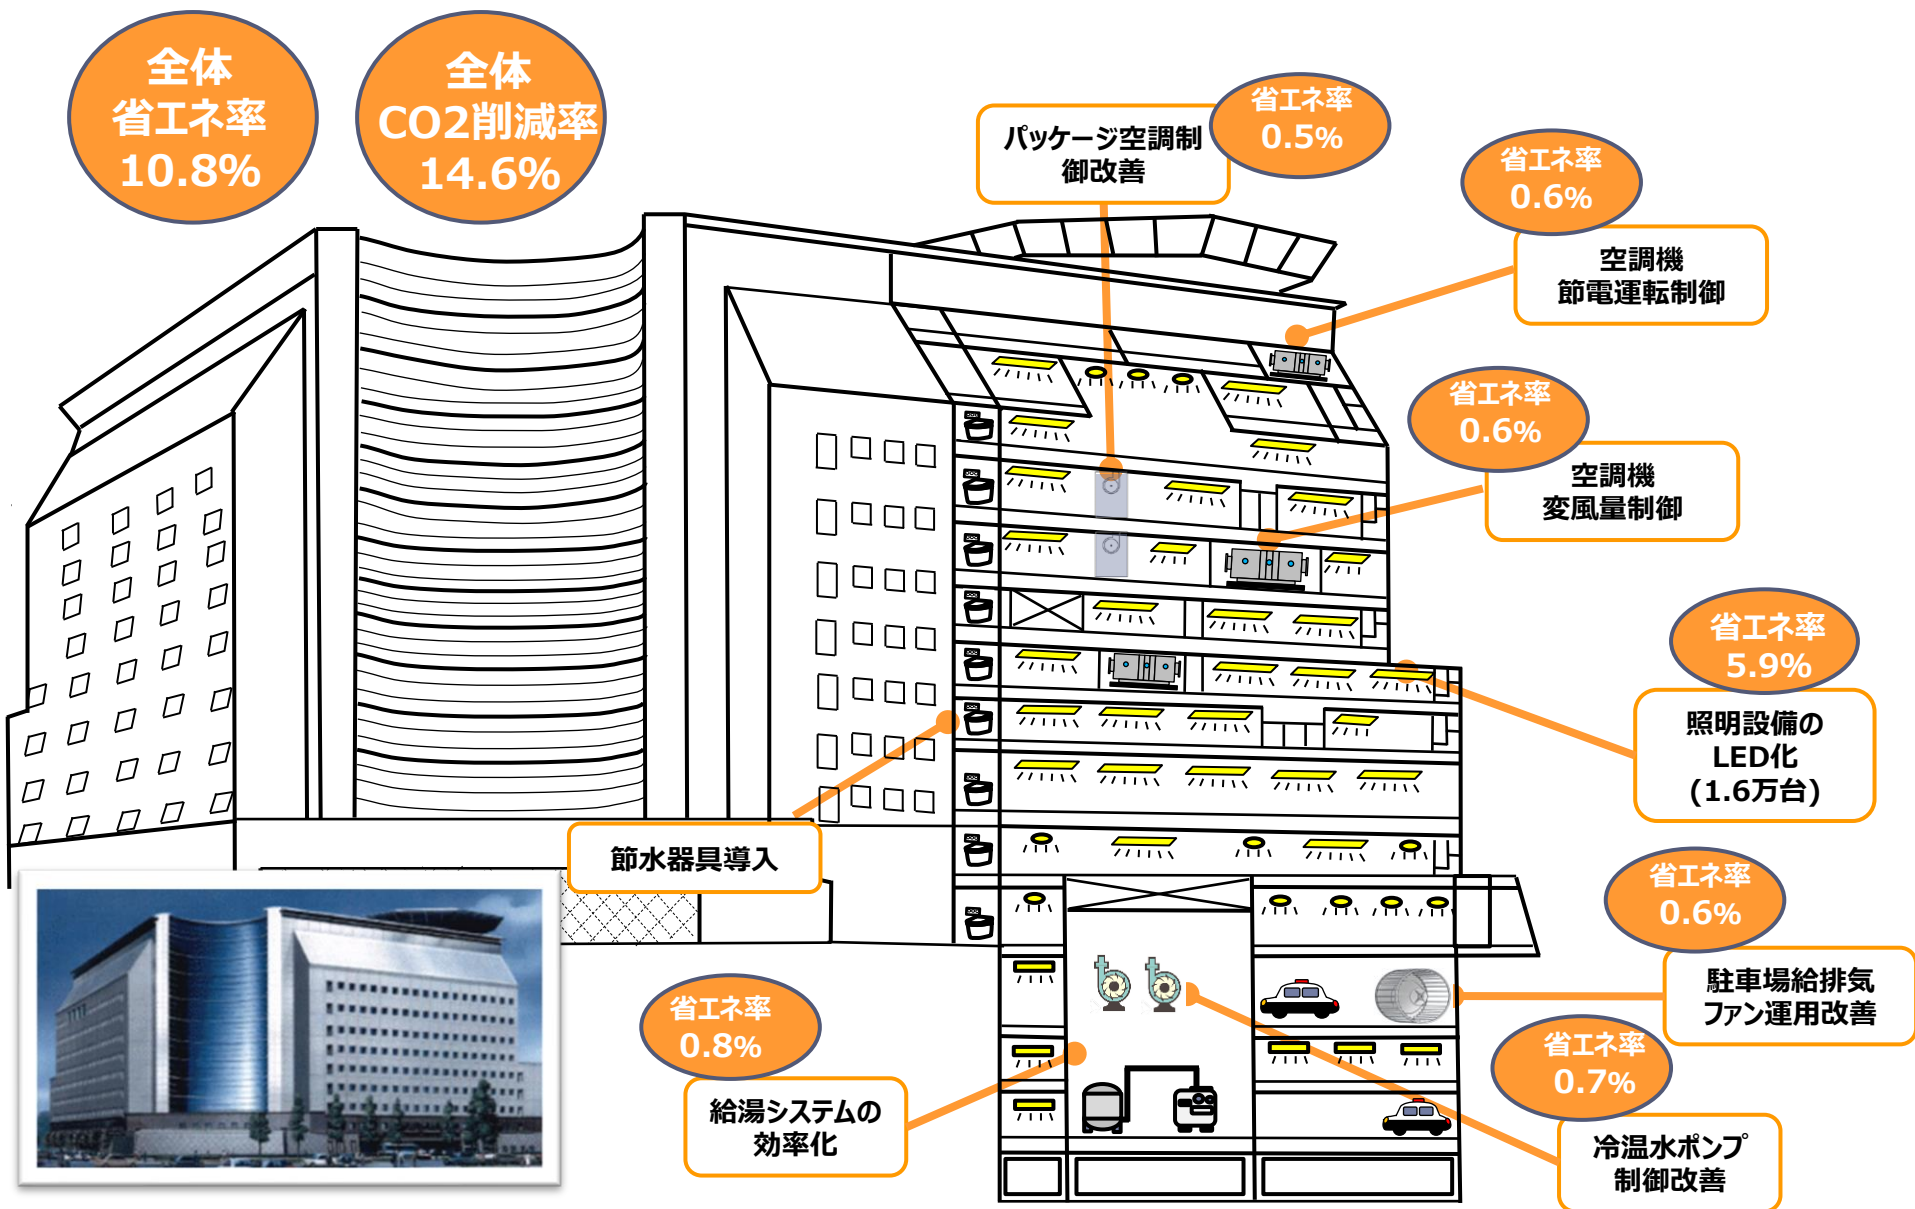 全体
省エネ率
10.8%
全体
CO2削減率
14.6%
パッケージ空調制
御改善
省エネ率
0.5%
省エネ率
0.6%
空調機
節電運転制御
省エネ率
0.6%
空調機
変風量制御
省エネ率
5.9%
照明設備の
LED化
(1.6万台)
節水器具導入
省エネ率
0.6%
駐車場給排気
ファン運用改善
省エネ率
0.8%
給湯システムの
効率化
省エネ率
0.7%
冷温水ポンプ
制御改善